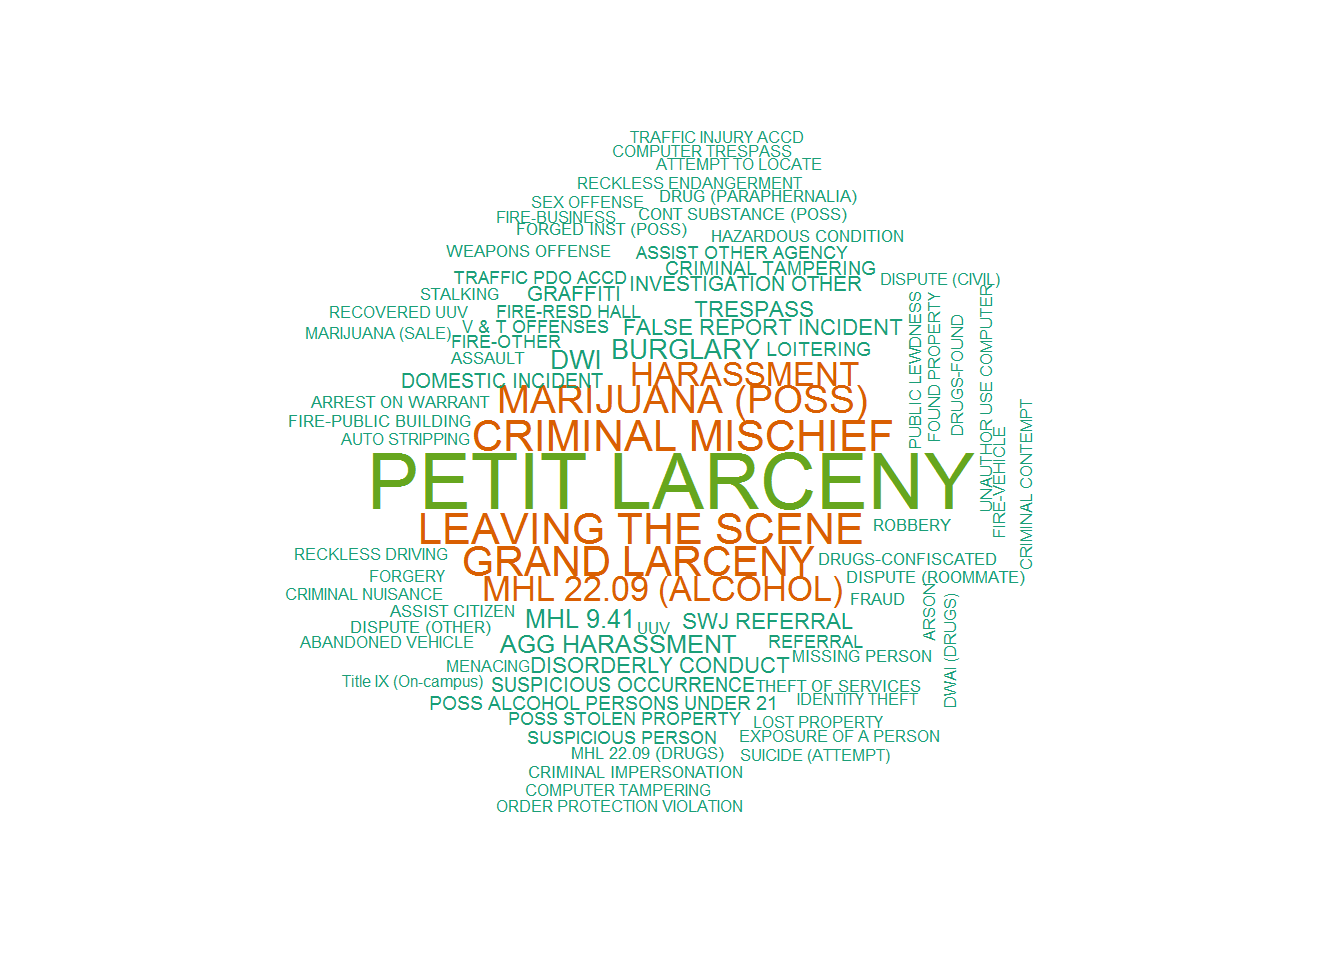 TRAFFIC INJURY ACCD
COMPUTER TRESPASS
ATTEMPT TO LOCATE
RECKLESS ENDANGERMENT
DRUG (PARAPHERNALIA)
SEX OFFENSE
FIRE-BUSINESS
CONT SUBSTANCE (POSS)
FORGED INST (POSS)
HAZARDOUS CONDITION
WEAPONS OFFENSE
ASSIST OTHER AGENCY
CRIMINAL TAMPERING
TRAFFIC PDO ACCD
INVESTIGATION OTHER
DISPUTE (CIVIL)
STALKING
GRAFFITI
RECOVERED UUV
FIRE-RESD HALL
TRESPASS
MARIJUANA (SALE)
V & T OFFENSES
FALSE REPORT INCIDENT
FIRE-OTHER
BURGLARY
LOITERING
ASSAULT
DWI
HARASSMENT
DOMESTIC INCIDENT
ARREST ON WARRANT
MARIJUANA (POSS)
PUBLIC LEWDNESS
FOUND PROPERTY
DRUGS-FOUND
UNAUTHOR USE COMPUTER
FIRE-VEHICLE
CRIMINAL CONTEMPT
FIRE-PUBLIC BUILDING
AUTO STRIPPING
CRIMINAL MISCHIEF
PETIT LARCENY
LEAVING THE SCENE
ROBBERY
RECKLESS DRIVING
GRAND LARCENY
DRUGS-CONFISCATED
FORGERY
DISPUTE (ROOMMATE)
CRIMINAL NUISANCE
MHL 22.09 (ALCOHOL)
FRAUD
ARSON
DWAI (DRUGS)
ASSIST CITIZEN
MHL 9.41
UUV
SWJ REFERRAL
DISPUTE (OTHER)
ABANDONED VEHICLE
AGG HARASSMENT
REFERRAL
MISSING PERSON
MENACING
DISORDERLY CONDUCT
Title IX (On-campus)
SUSPICIOUS OCCURRENCE
THEFT OF SERVICES
POSS ALCOHOL PERSONS UNDER 21
IDENTITY THEFT
POSS STOLEN PROPERTY
LOST PROPERTY
SUSPICIOUS PERSON
EXPOSURE OF A PERSON
MHL 22.09 (DRUGS)
SUICIDE (ATTEMPT)
CRIMINAL IMPERSONATION
COMPUTER TAMPERING
ORDER PROTECTION VIOLATION